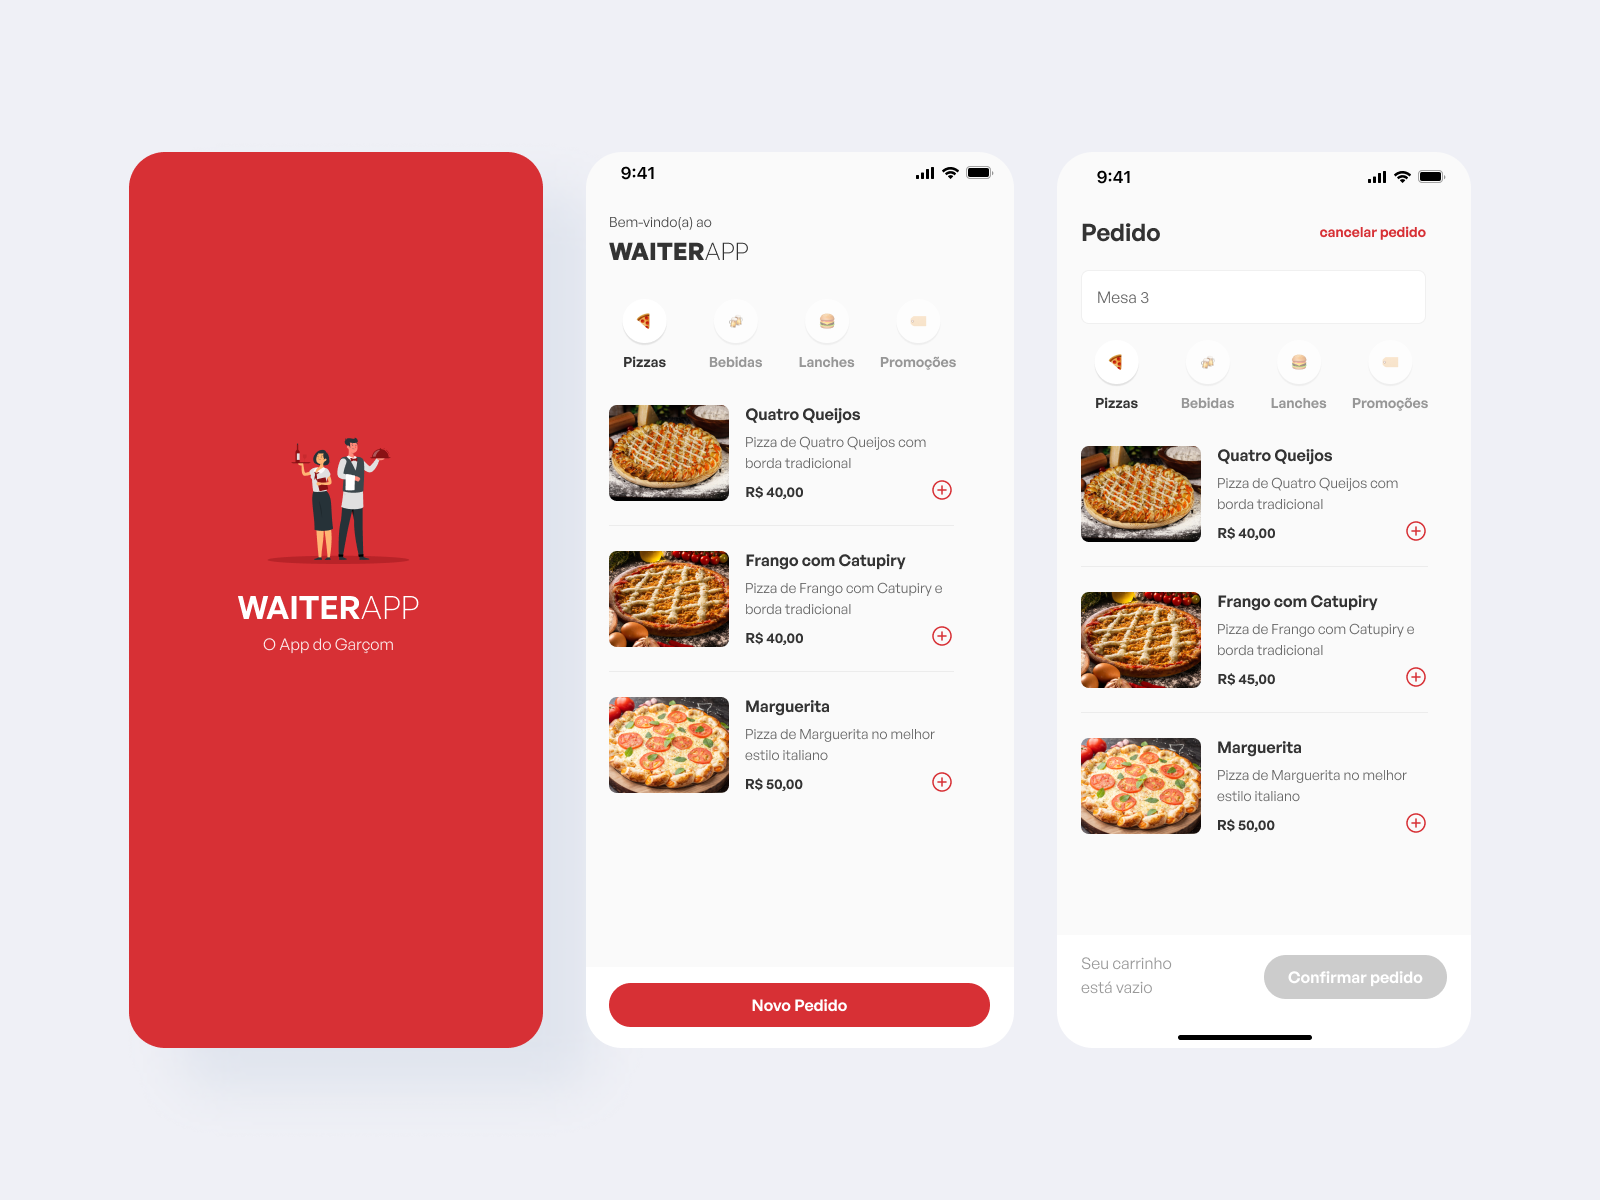 WAITERAPP
O App do Garçom
9:41
Bem-vindo(a) ao
WAITERAPP
Pizzas
Bebidas
Lanches
Promoções
Quatro Queijos
Pizza de Quatro Queijos com
borda tradicional
R$ 40,00
Frango com Catupiry
Pizza de Frango com Catupiry e
borda tradicional
R$ 40,00
Marguerita
Pizza de Marguerita no melhor
estilo italiano
R$ 50,00
Novo Pedido
9:41
Pedido
cancelar pedido
Mesa 3
Pizzas
Bebidas
Lanches
Promoções
Quatro Queijos
Pizza de Quatro Queijos com
borda tradicional
R$ 40,00
Frango com Catupiry
Pizza de Frango com Catupiry e
borda tradicional
R$ 45,00
Marguerita
Pizza de Marguerita no melhor
estilo italiano
R$ 50,00
Seu carrinho
está vazio
Confirmar pedido